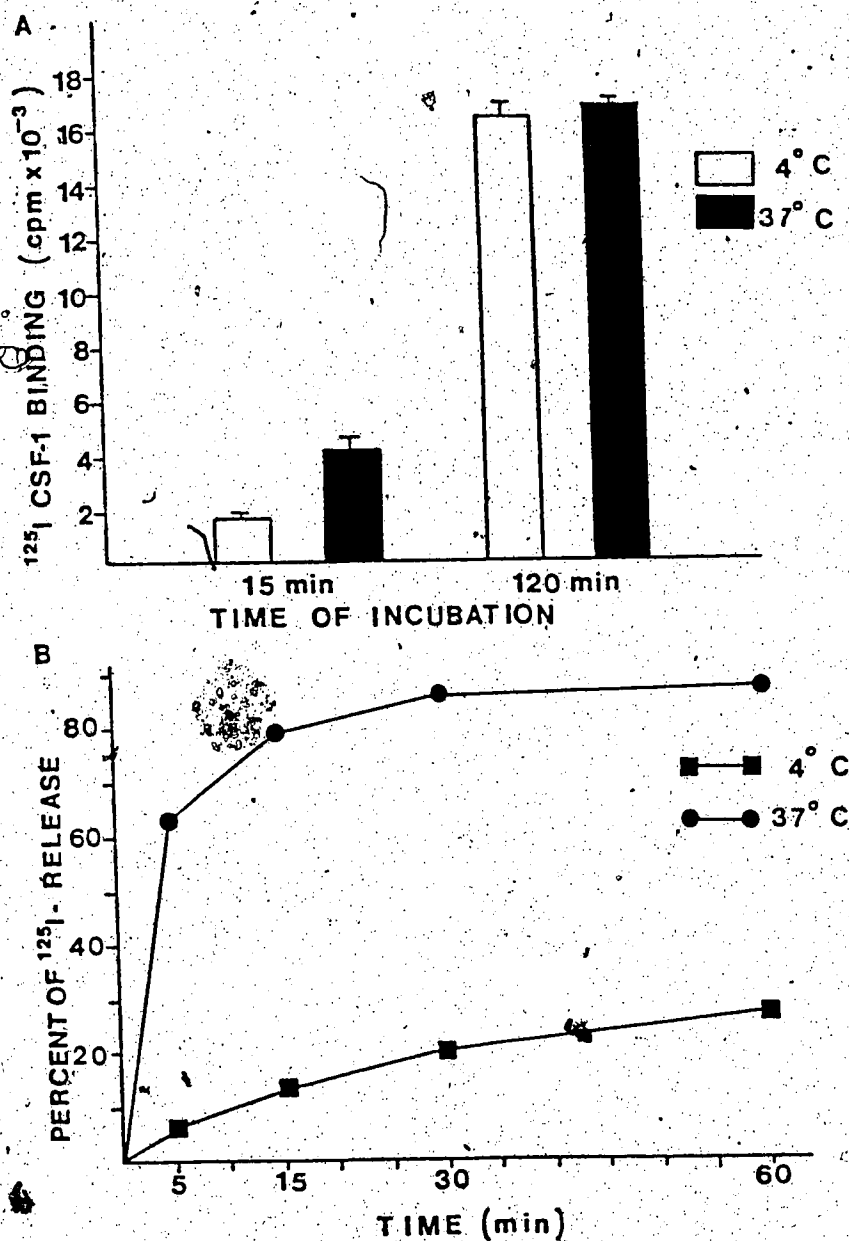 A
¹²⁵I CSF-1 BINDING (cpm x10⁻³)
18
16
14
12
10
8
6
4
2
4° C
37° C
15 min 120 min
TIME OF INCUBATION
B
PERCENT OF ¹²⁵I- RELEASE
80
60
40
20
4° C
37° C
5 15 30 60
TIME (min)